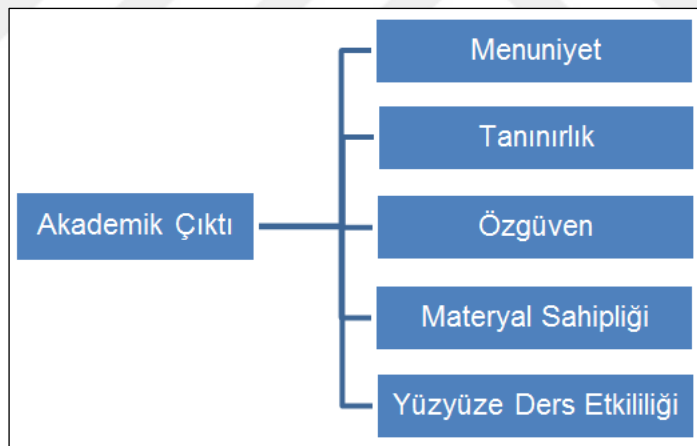 Menuniyet
Tanınırlık
Akademik Çıktı
Özgüven
Materyal Sahipliği
Yüzyüze Ders Etkililiği